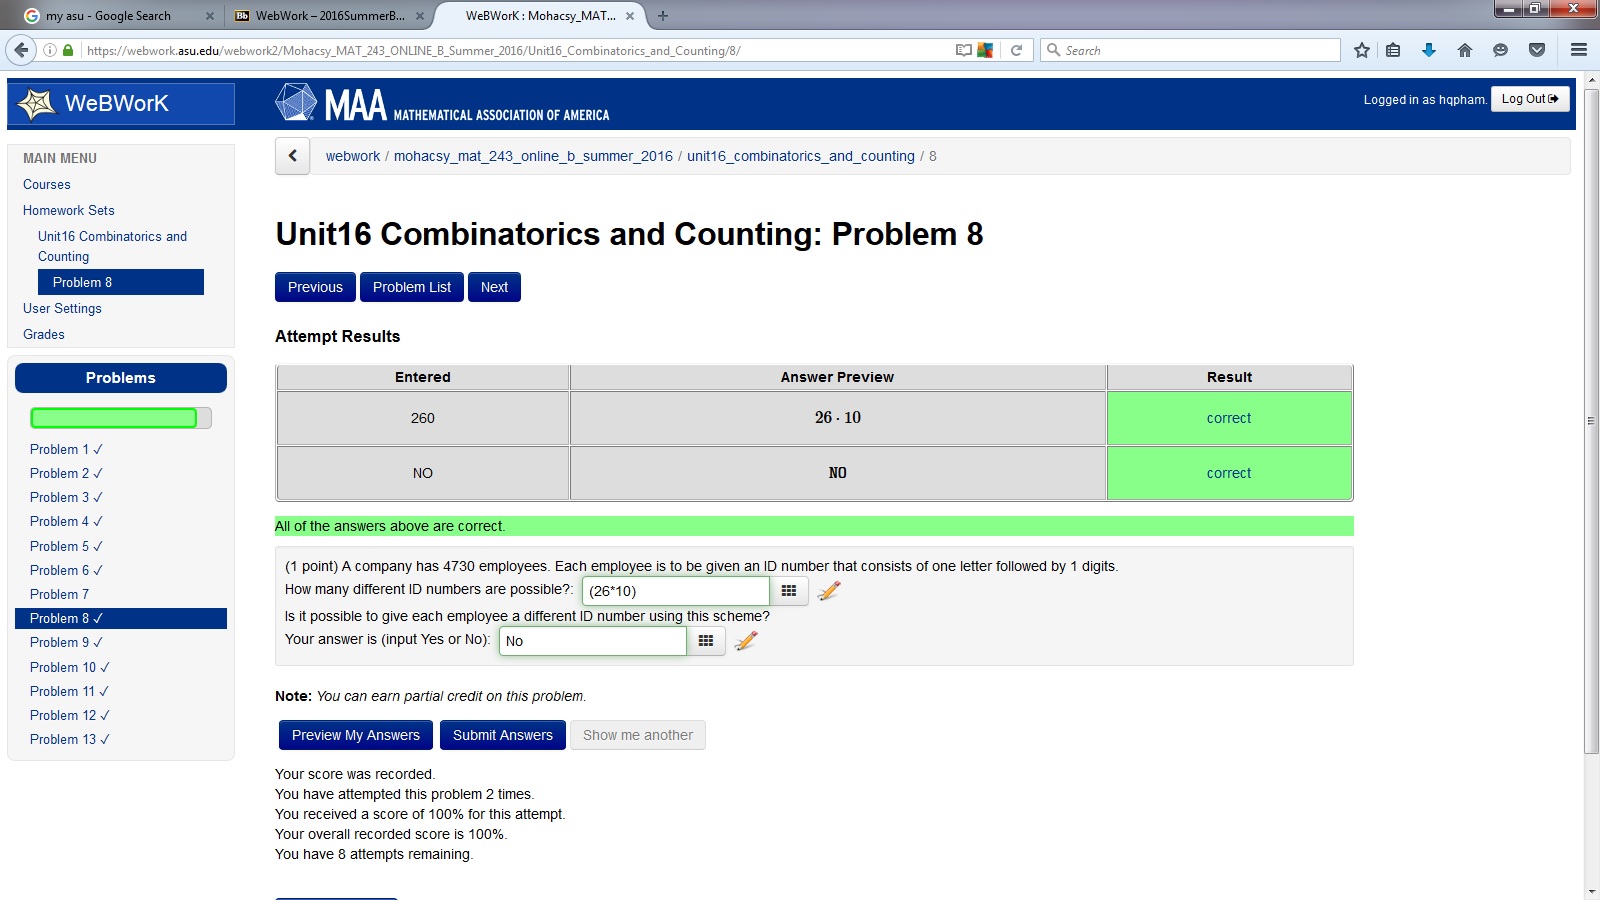 my asu - Google Search
WebWork – 2016SummerB...
WeBWorK : Mohacsy_MAT...
https://webwork.asu.edu/webwork2/Mohacsy_MAT_243_ONLINE_B_Summer_2016/Unit16_Combinatorics_and_Counting/8/
Search
WeBWorK
MAA MATHEMATICAL ASSOCIATION OF AMERICA
Logged in as hqpham.
Log Out
MAIN MENU
Courses
Homework Sets
Unit16 Combinatorics and
Counting
Problem 8
User Settings
Grades
Problems
Problem 1 ✓
Problem 2 ✓
Problem 3 ✓
Problem 4 ✓
Problem 5 ✓
Problem 6 ✓
Problem 7
Problem 8 ✓
Problem 9 ✓
Problem 10 ✓
Problem 11 ✓
Problem 12 ✓
Problem 13 ✓
webwork / mohacsy_mat_243_online_b_summer_2016 / unit16_combinatorics_and_counting / 8
Unit16 Combinatorics and Counting: Problem 8
Previous Problem List Next
Attempt Results
Entered Answer Preview Result
260 26 · 10 correct
NO NO correct
All of the answers above are correct.
(1 point) A company has 4730 employees. Each employee is to be given an ID number that consists of one letter followed by 1 digits.
How many different ID numbers are possible?: (26*10)
Is it possible to give each employee a different ID number using this scheme?
Your answer is (input Yes or No): No
Note: You can earn partial credit on this problem.
Preview My Answers Submit Answers Show me another
Your score was recorded.
You have attempted this problem 2 times.
You received a score of 100% for this attempt.
Your overall recorded score is 100%.
You have 8 attempts remaining.